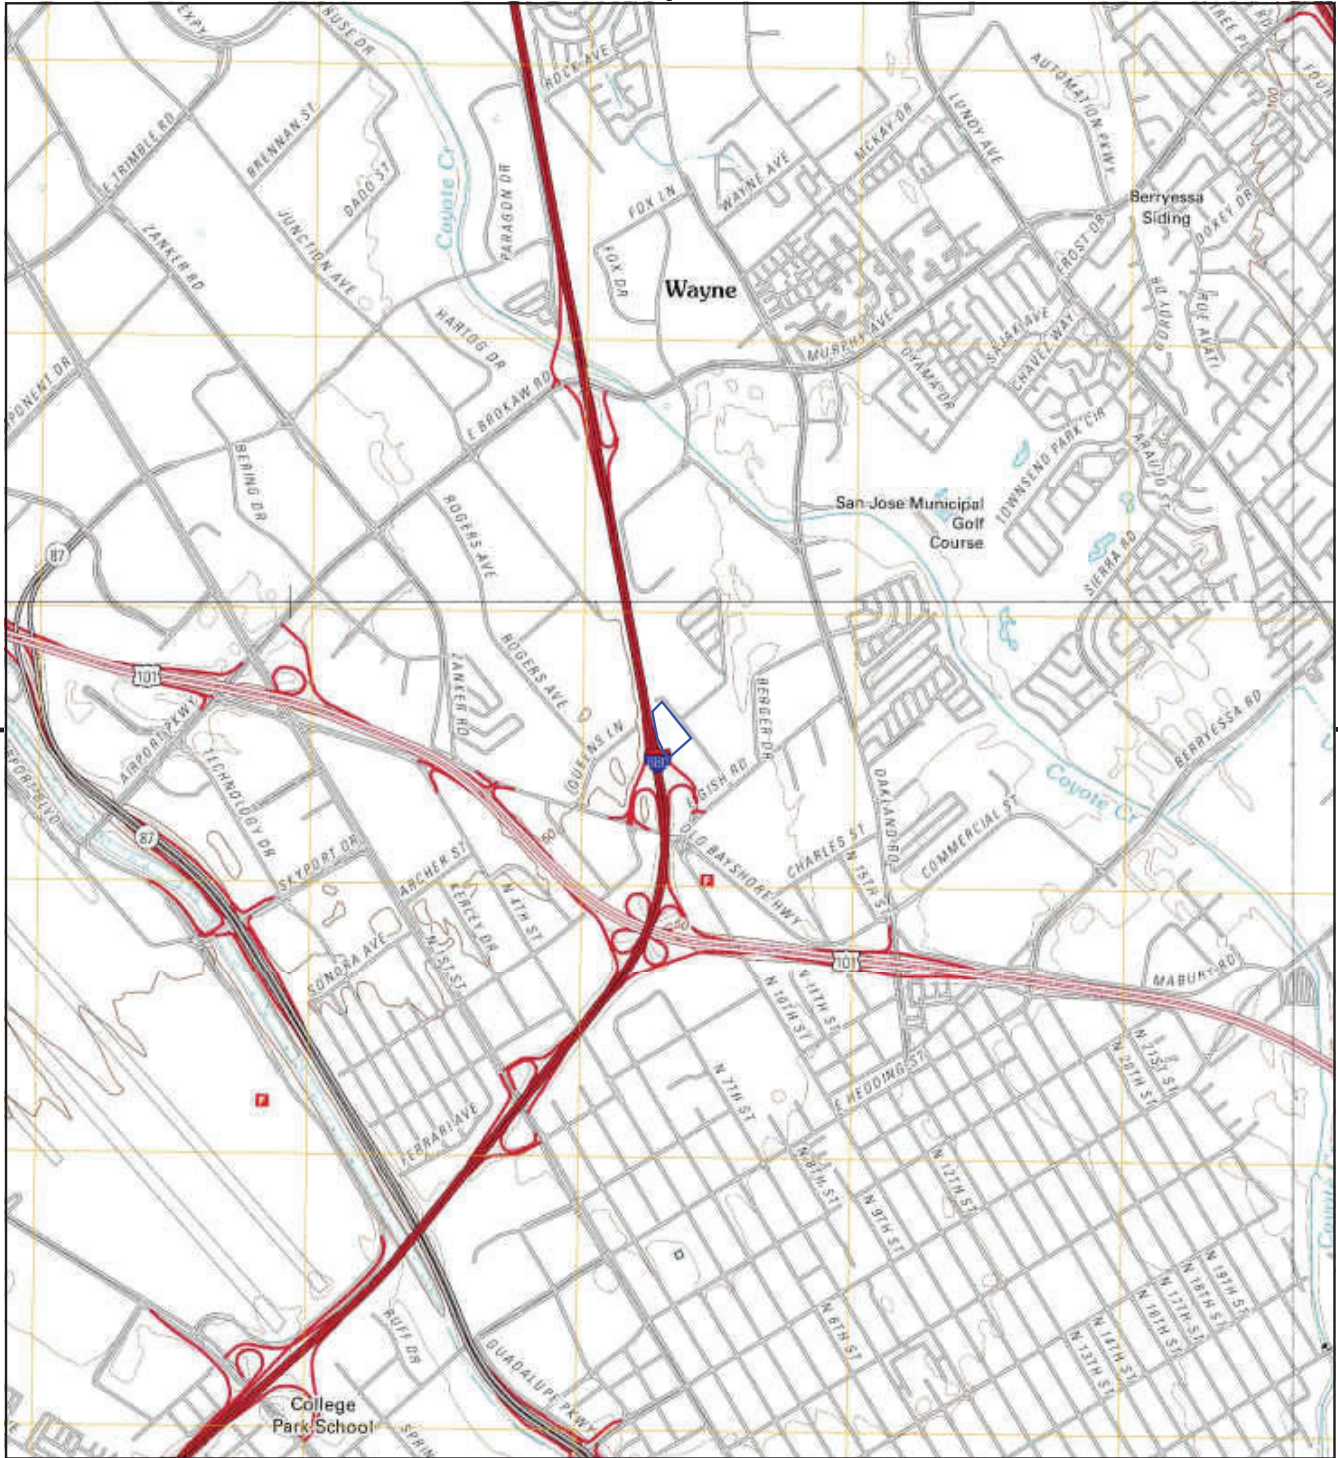 EXPY
ROCK AVE
AUTOMATION PKWY
100
E TRIMBLE RD
BRENNAN ST
DADO ST
Coyote Cr
PARAGON DR
FOX LN
WAYNE AVE
MCKAY DR
LUNDY AVE
Berryessa
Siding
DOXEY DR
ZANKER RD
JUNCTION AVE
FOX DR
Wayne
FROST DR
RUE AVATI
HARTOG DR
MURPHY AVE
OYAMA DR
SAJAK AVE
CHAVEZ WAY
E BROKAW RD
BERING DR
ROGERS AVE
San Jose Municipal
Golf
Course
TOWNSEND PARK CIR
ARAUJO ST
SIERRA RD
87
101
AIRPORT PKWY
ZANKER RD
ROGERS AVE
QUEENS LN
BERGER DR
BERRYESSA RD
TECHNOLOGY DR
E GISH RD
OAKLAND RD
COMMERCIAL ST
Coyote Cr
87
60
SKYPORT DR
ARCHER ST
KERLEY DR
N 4TH ST
OLD BAYSHORE HWY
CHARLES ST
N 15TH ST
F
60
SONORA AVE
N 1ST ST
101
MABURY RD
N 10TH ST
N 11TH ST
N 21ST ST
N 20TH ST
F
N 7TH ST
E HEDDING ST
FERRARI AVE
N 8TH ST
N 9TH ST
N 12TH ST
N 19TH ST
N 18TH ST
N 17TH ST
N 16TH ST
N 14TH ST
N 13TH ST
N 6TH ST
RUFF DR
GUADALUPE PKWY
College
Park School